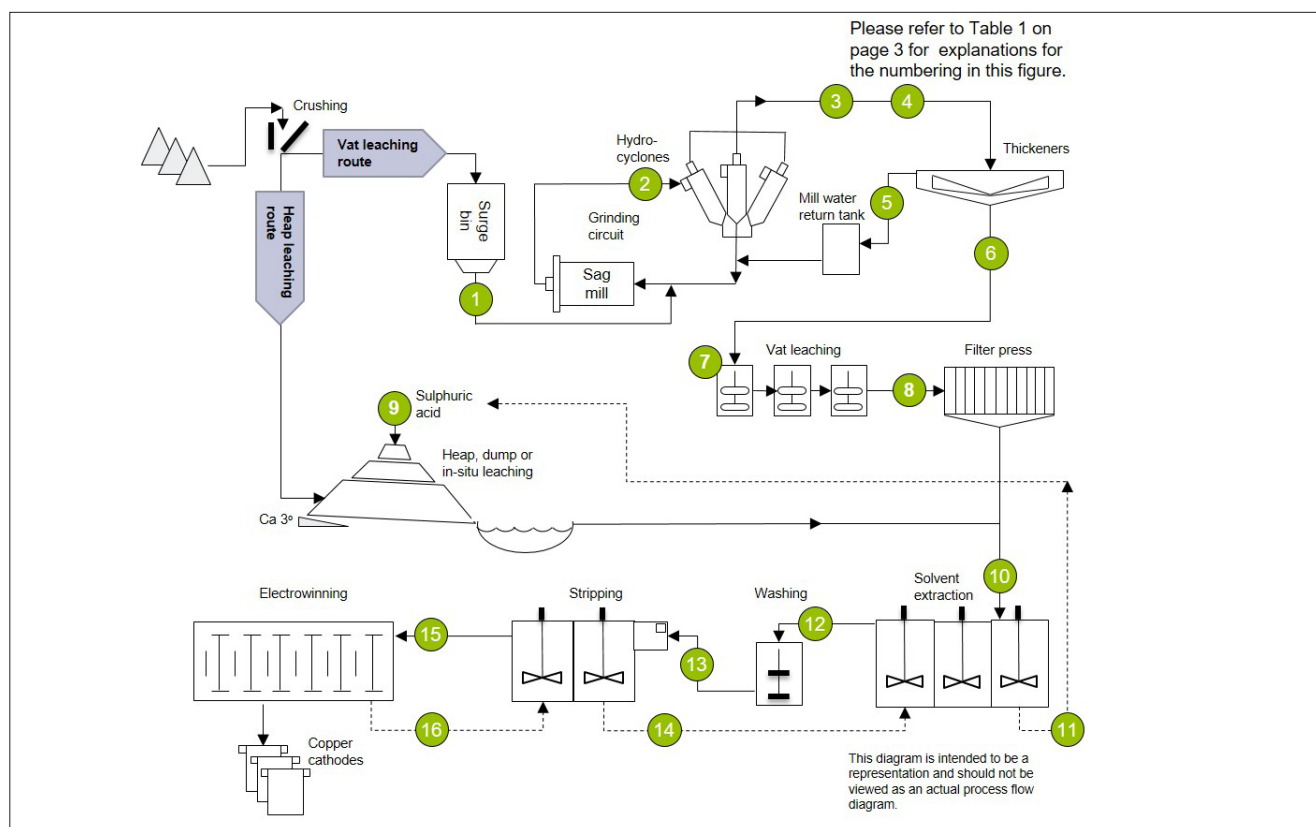 Please refer to Table 1 on
page 3 for explanations for
the numbering in this figure.
Crushing
Vat leaching
route
Heap leaching
route
Surge
bin
1
Hydro-
cyclones
2
Grinding
circuit
Sag
mill
3
4
Thickeners
Mill water
return tank
5
6
7
Vat leaching
8
Filter press
9
Sulphuric
acid
Heap, dump or
in-situ leaching
Ca 3º
10
Solvent
extraction
Electrowinning
Stripping
Washing
12
15
13
16
14
11
Copper
cathodes
This diagram is intended to be a
representation and should not be
viewed as an actual process flow
diagram.